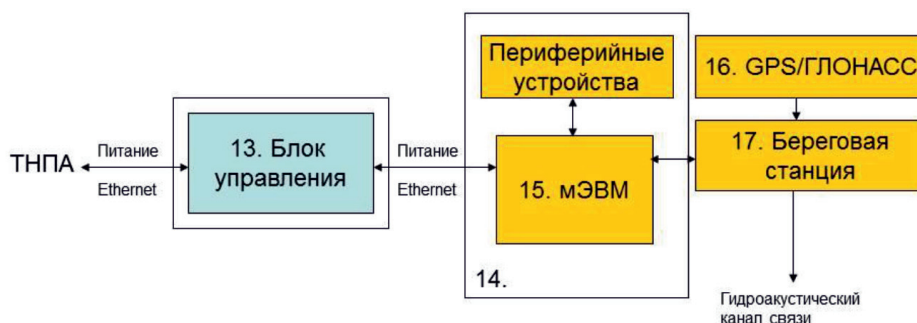 Периферийные
устройства
16. GPS/ГЛОНАСС
ТНПА
Питание
Ethernet
13. Блок
управления
Питание
Ethernet
15. мЭВМ
17. Береговая
станция
14.
Гидроакустический
канал связи